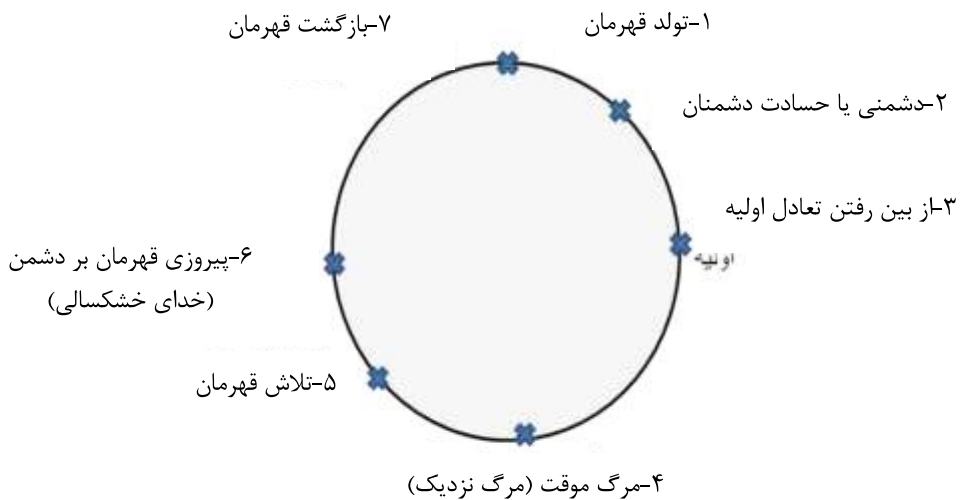 ۱-تولد قهرمان
۲-دشمنی یا حسادت دشمنان
۳-از بین رفتن تعادل اولیه
اولیه
۴-مرگ موقت (مرگ نزدیک)
۵-تلاش قهرمان
۶-پیروزی قهرمان بر دشمن
(خدای خشکسالی)
۷-بازگشت قهرمان